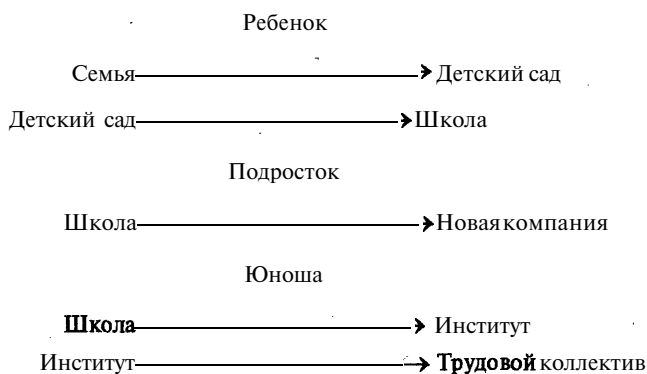 Ребенок
Семья Детский сад
Детский сад Школа
Подросток
Школа Новая компания
Юноша
Школа Институт
Институт Трудовой коллектив